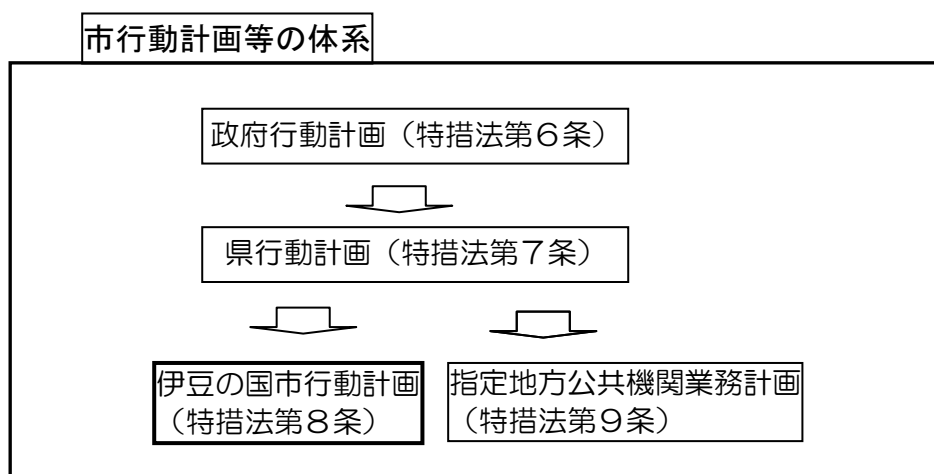 市行動計画等の体系
政府行動計画（特措法第６条）
県行動計画（特措法第７条）
伊豆の国市行動計画
（特措法第８条）
指定地方公共機関業務計画
（特措法第９条）